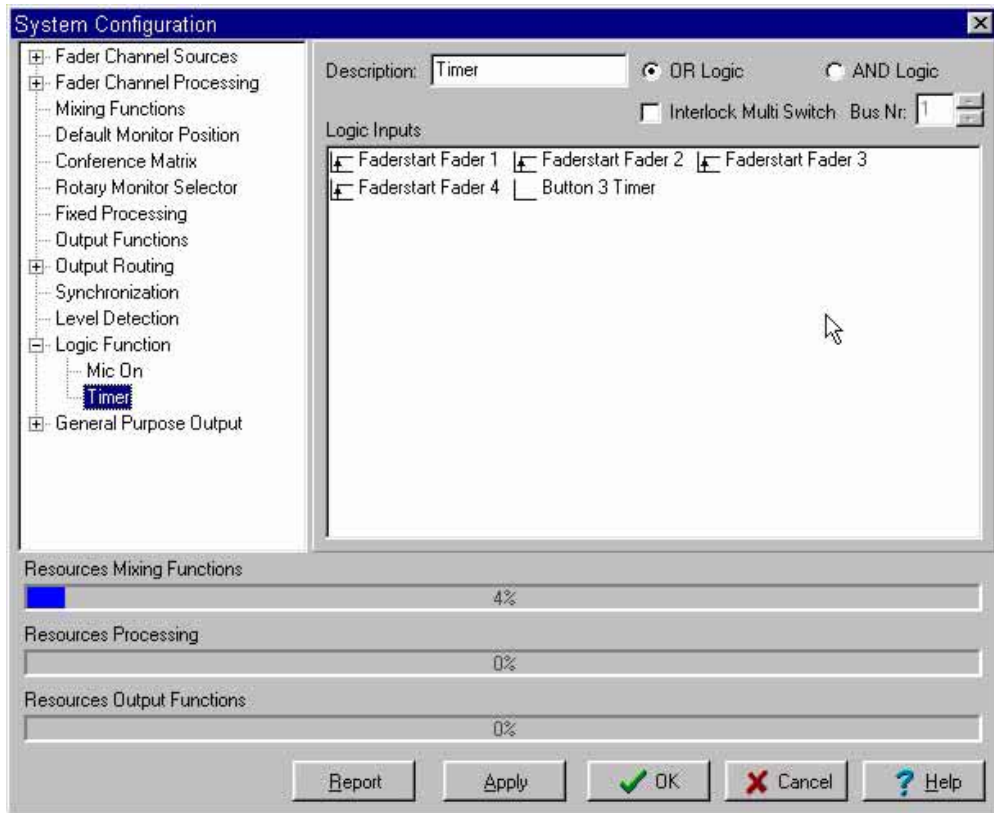 System Configuration
Fader Channel Sources
Fader Channel Processing
Mixing Functions
Default Monitor Position
Conference Matrix
Rotary Monitor Selector
Fixed Processing
Output Functions
Output Routing
Synchronization
Level Detection
Logic Function
Mic On
Timer
General Purpose Output
Description: Timer OR Logic AND Logic
Interlock Multi Switch Bus Nr: 1
Logic Inputs
Faderstart Fader 1 Faderstart Fader 2 Faderstart Fader 3
Faderstart Fader 4 Button 3 Timer
Resources Mixing Functions
4%
Resources Processing
0%
Resources Output Functions
0%
Report Apply OK Cancel ? Help